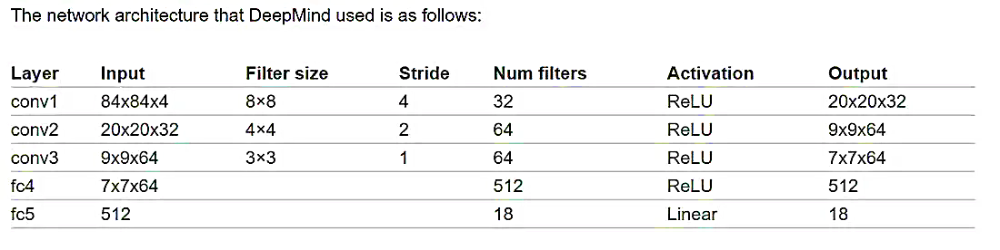 The network architecture that DeepMind used is as follows:
Layer Input Filter size Stride Num filters Activation Output
conv1 84x84x4 8×8 4 32 ReLU 20x20x32
conv2 20x20x32 4×4 2 64 ReLU 9x9x64
conv3 9x9x64 3×3 1 64 ReLU 7x7x64
fc4 7x7x64 512 ReLU 512
fc5 512 18 Linear 18